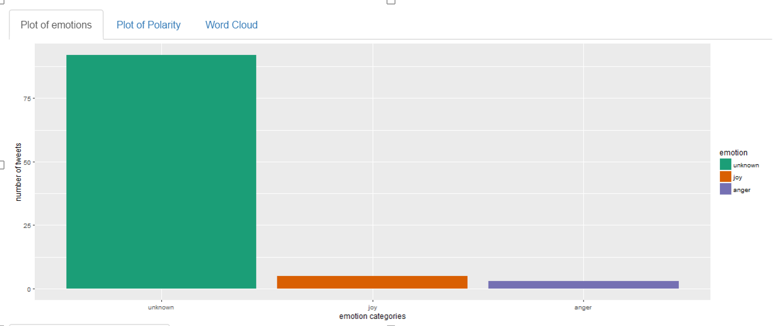 Plot of emotions Plot of Polarity Word Cloud
75
50
25
0
number of tweets
unknown joy anger
emotion categories
emotion
unknown
joy
anger